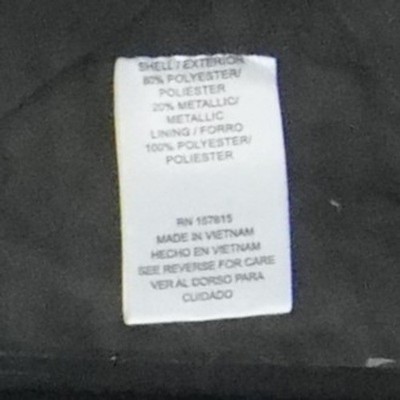 SHELL / EXTERIOR
80% POLYESTER/
POLIESTER
20% METALLIC/
METALLIC
LINING / FORRO
100% POLYESTER/
POLIESTER
RN 157615
MADE IN VIETNAM
HECHO EN VIETNAM
SEE REVERSE FOR CARE
VER AL DORSO PARA
CUIDADO